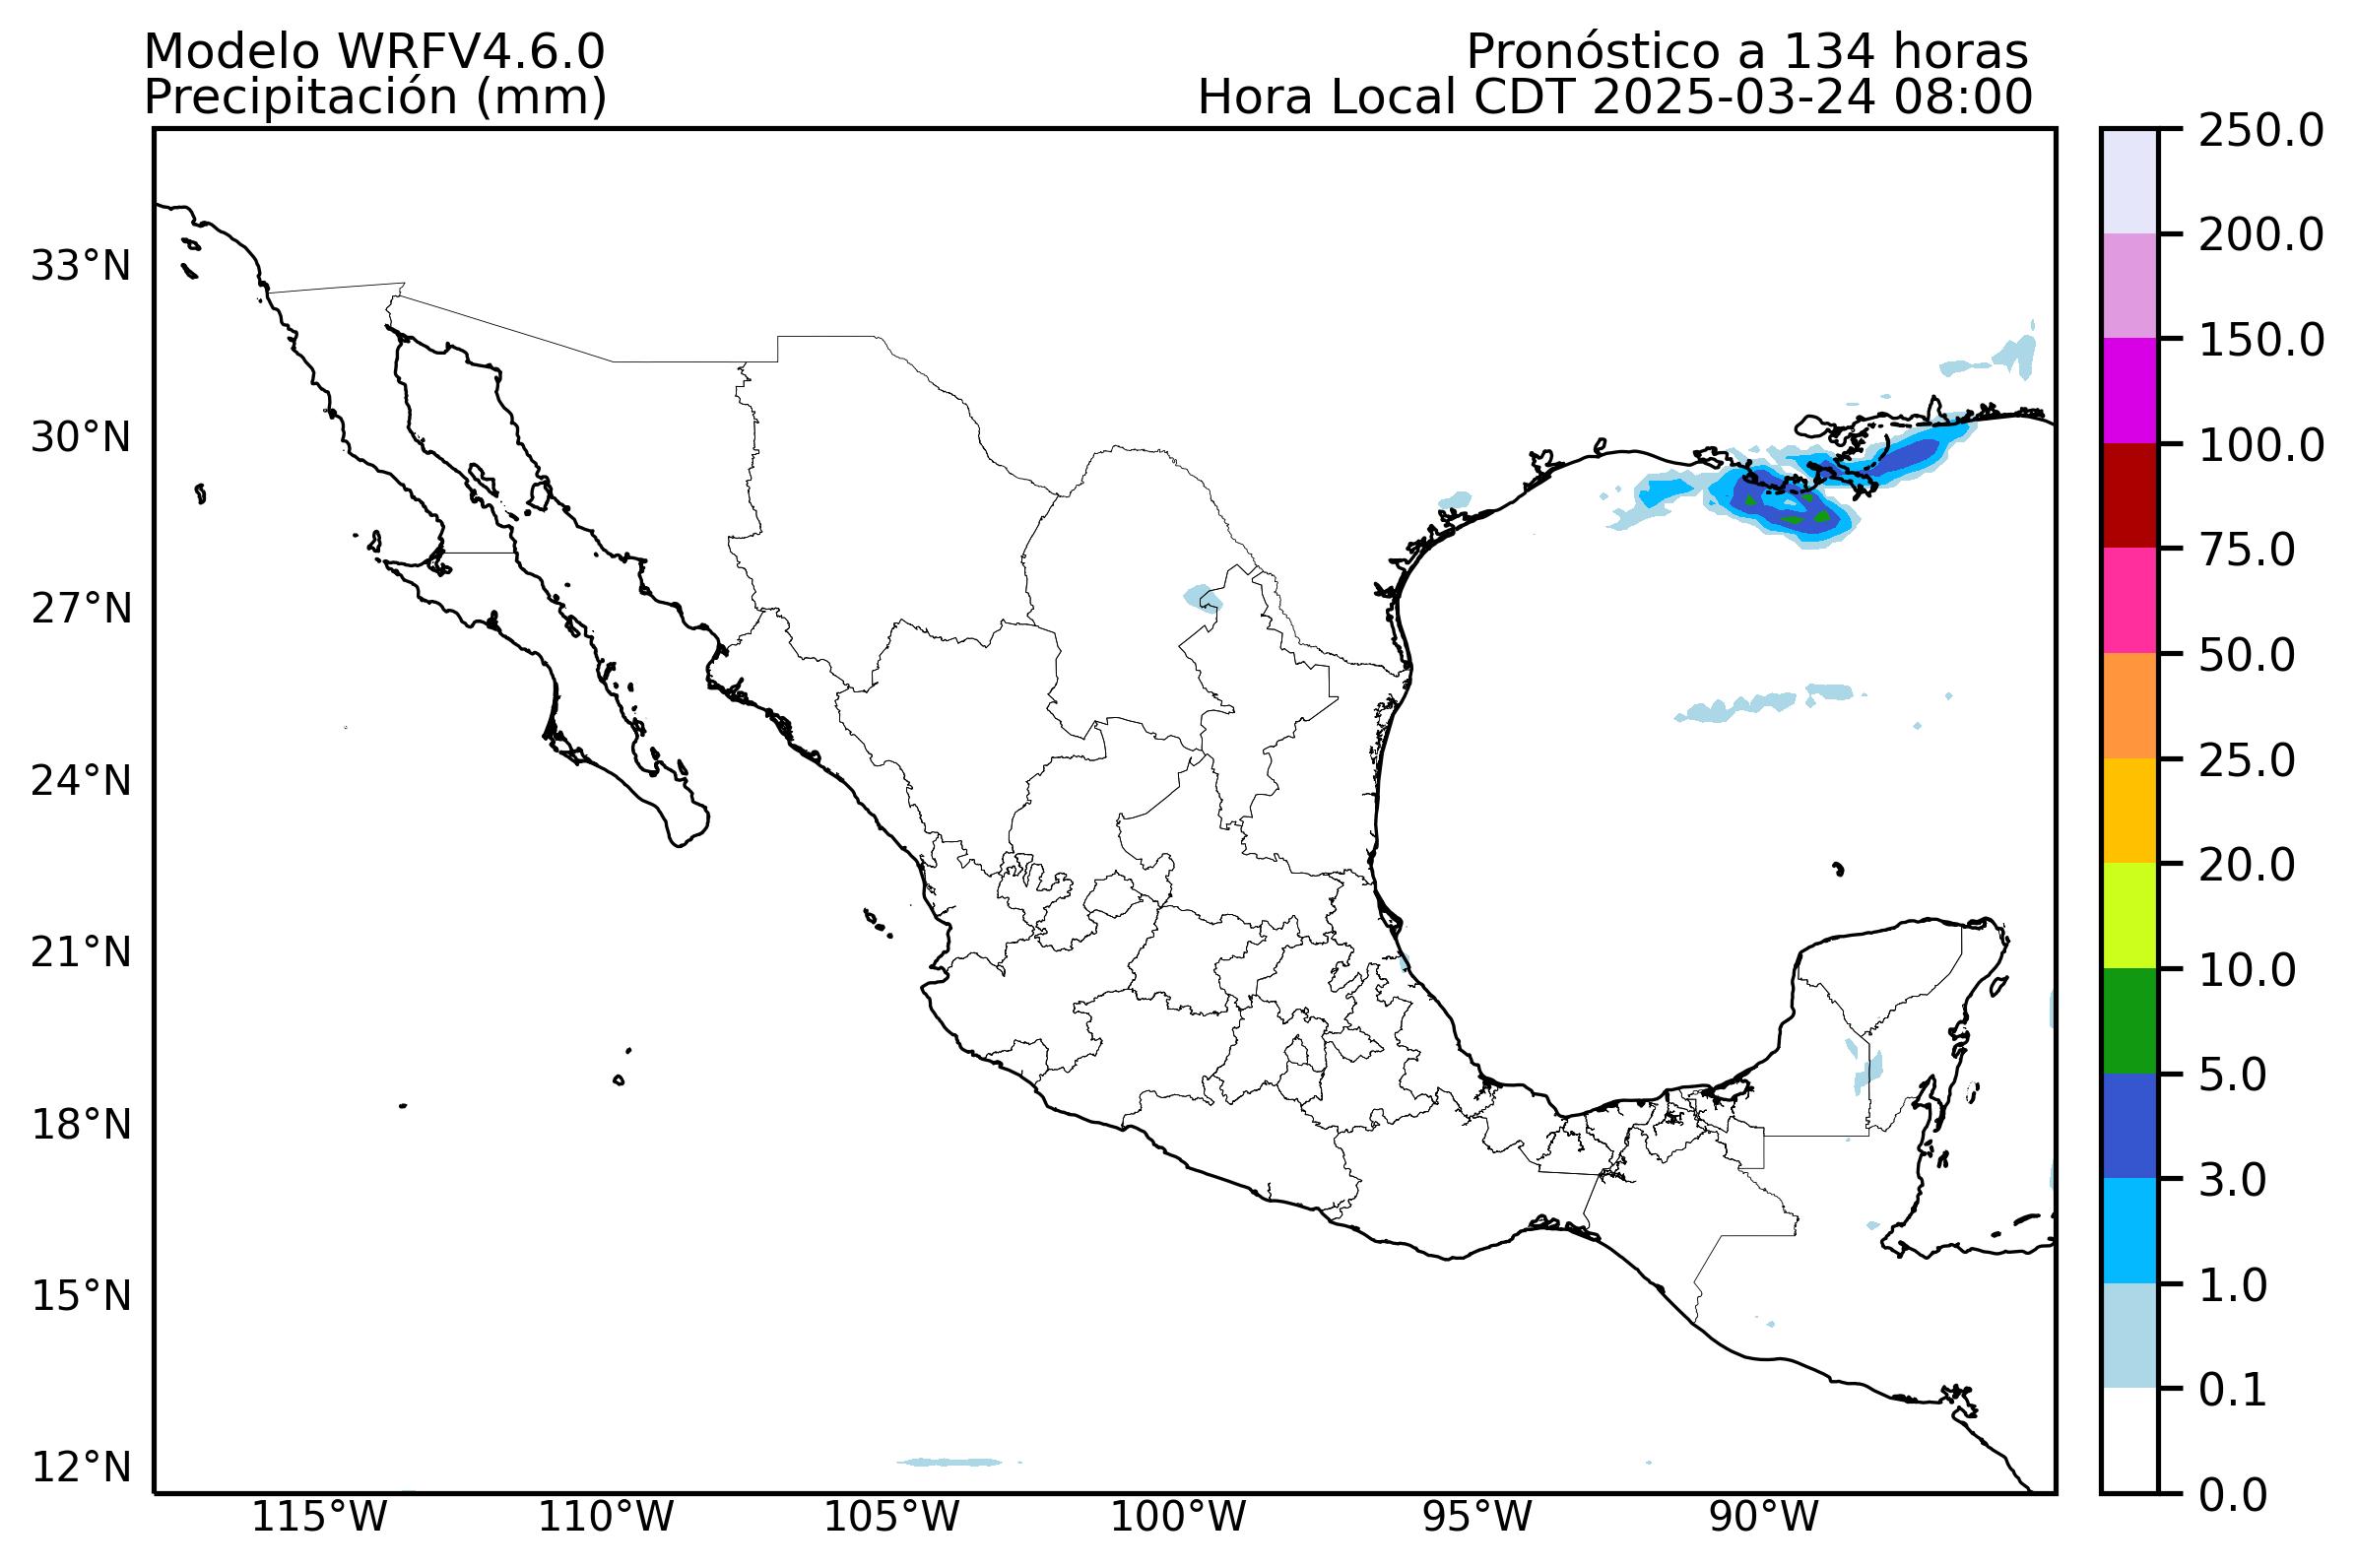 Modelo WRFV4.6.0
Precipitación (mm)
Pronóstico a 134 horas
Hora Local CDT 2025-03-24 08:00
33°N
30°N
27°N
24°N
21°N
18°N
15°N
12°N
115°W
110°W
105°W
100°W
95°W
90°W
250.0
200.0
150.0
100.0
75.0
50.0
25.0
20.0
10.0
5.0
3.0
1.0
0.1
0.0